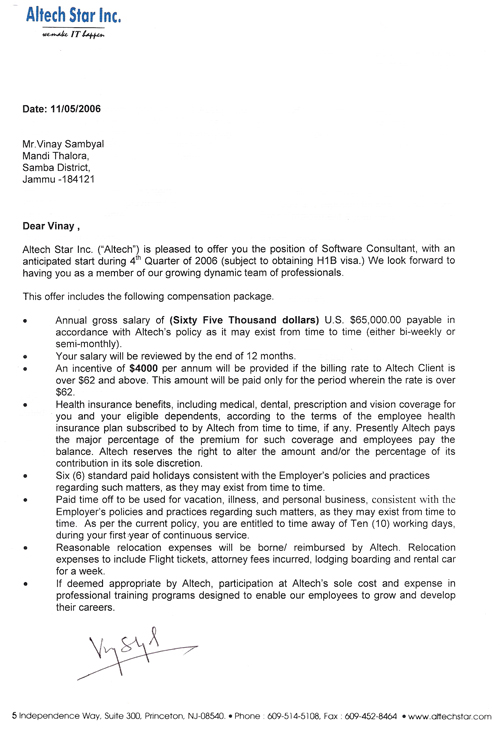 Altech Star Inc.
we make IT happen
Date: 11/05/2006
Mr.Vinay Sambyal
Mandi Thalora,
Samba District,
Jammu -184121
Dear Vinay ,
Altech Star Inc. ("Altech") is pleased to offer you the position of Software Consultant, with an
anticipated start during 4th Quarter of 2006 (subject to obtaining H1B visa.) We look forward to
having you as a member of our growing dynamic team of professionals.
This offer includes the following compensation package.
• Annual gross salary of (Sixty Five Thousand dollars) U.S. $65,000.00 payable in
accordance with Altech's policy as it may exist from time to time (either bi-weekly or
semi-monthly).
• Your salary will be reviewed by the end of 12 months.
• An incentive of $4000 per annum will be provided if the billing rate to Altech Client is
over $62 and above. This amount will be paid only for the period wherein the rate is over
$62.
• Health insurance benefits, including medical, dental, prescription and vision coverage for
you and your eligible dependents, according to the terms of the employee health
insurance plan subscribed to by Altech from time to time, if any. Presently Altech pays
the major percentage of the premium for such coverage and employees pay the
balance. Altech reserves the right to alter the amount and/or the percentage of its
contribution in its sole discretion.
• Six (6) standard paid holidays consistent with the Employer's policies and practices
regarding such matters, as they may exist from time to time.
• Paid time off to be used for vacation, illness, and personal business, consistent with the
Employer's policies and practices regarding such matters, as they may exist from time to
time. As per the current policy, you are entitled to time away of Ten (10) working days,
during your first year of continuous service.
• Reasonable relocation expenses will be borne/ reimbursed by Altech. Relocation
expenses to include Flight tickets, attorney fees incurred, lodging boarding and rental car
for a week.
• If deemed appropriate by Altech, participation at Altech's sole cost and expense in
professional training programs designed to enable our employees to grow and develop
their careers.
5 Independence Way, Suite 300, Princeton, NJ-08540. • Phone : 609-514-5108, Fax : 609-452-8464 • www.altechstar.com